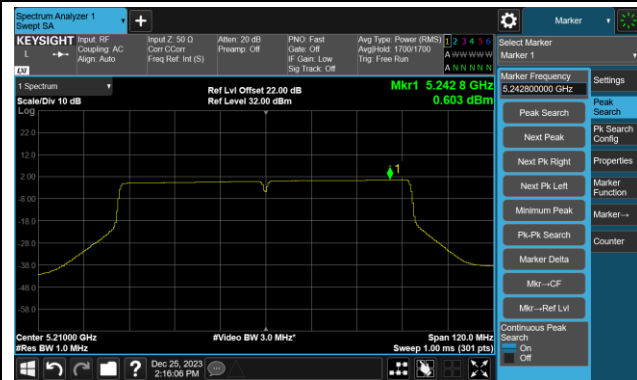 Spectrum Analyzer 1
Swept SA
Marker
KEYSIGHT
L
LXI
Input: RF
Coupling: AC
Align: Auto
Input Z: 50 Ω
Corr CCorr
Freq Ref: Int (S)
Atten: 20 dB
Preamp: Off
PNO: Fast
Gate: Off
IF Gain: Low
Sig Track: Off
Avg Type: Power (RMS)
Avg|Hold: 1700/1700
Trig: Free Run
1 2 3 4 5 6
A W W W W W
A N N N N N
Select Marker
Marker 1
1 Spectrum
Scale/Div 10 dB
Log
Ref Lvl Offset 22.00 dB
Ref Level 32.00 dBm
Mkr1 5.242 8 GHz
0.603 dBm
22.0
12.0
2.00
-8.00
-18.0
-28.0
-38.0
-48.0
-58.0
1
Center 5.21000 GHz
#Res BW 1.0 MHz
#Video BW 3.0 MHz*
Span 120.0 MHz
Sweep 1.00 ms (301 pts)
Marker Frequency
5.242800000 GHz
Peak Search
Next Peak
Next Pk Right
Next Pk Left
Minimum Peak
Pk-Pk Search
Marker Delta
Mkr→CF
Mkr→Ref Lvl
Continuous Peak
Search
On
Off
Settings
Peak
Search
Pk Search
Config
Properties
Marker
Function
Marker→
Counter
?
Dec 25, 2023
2:16:06 PM